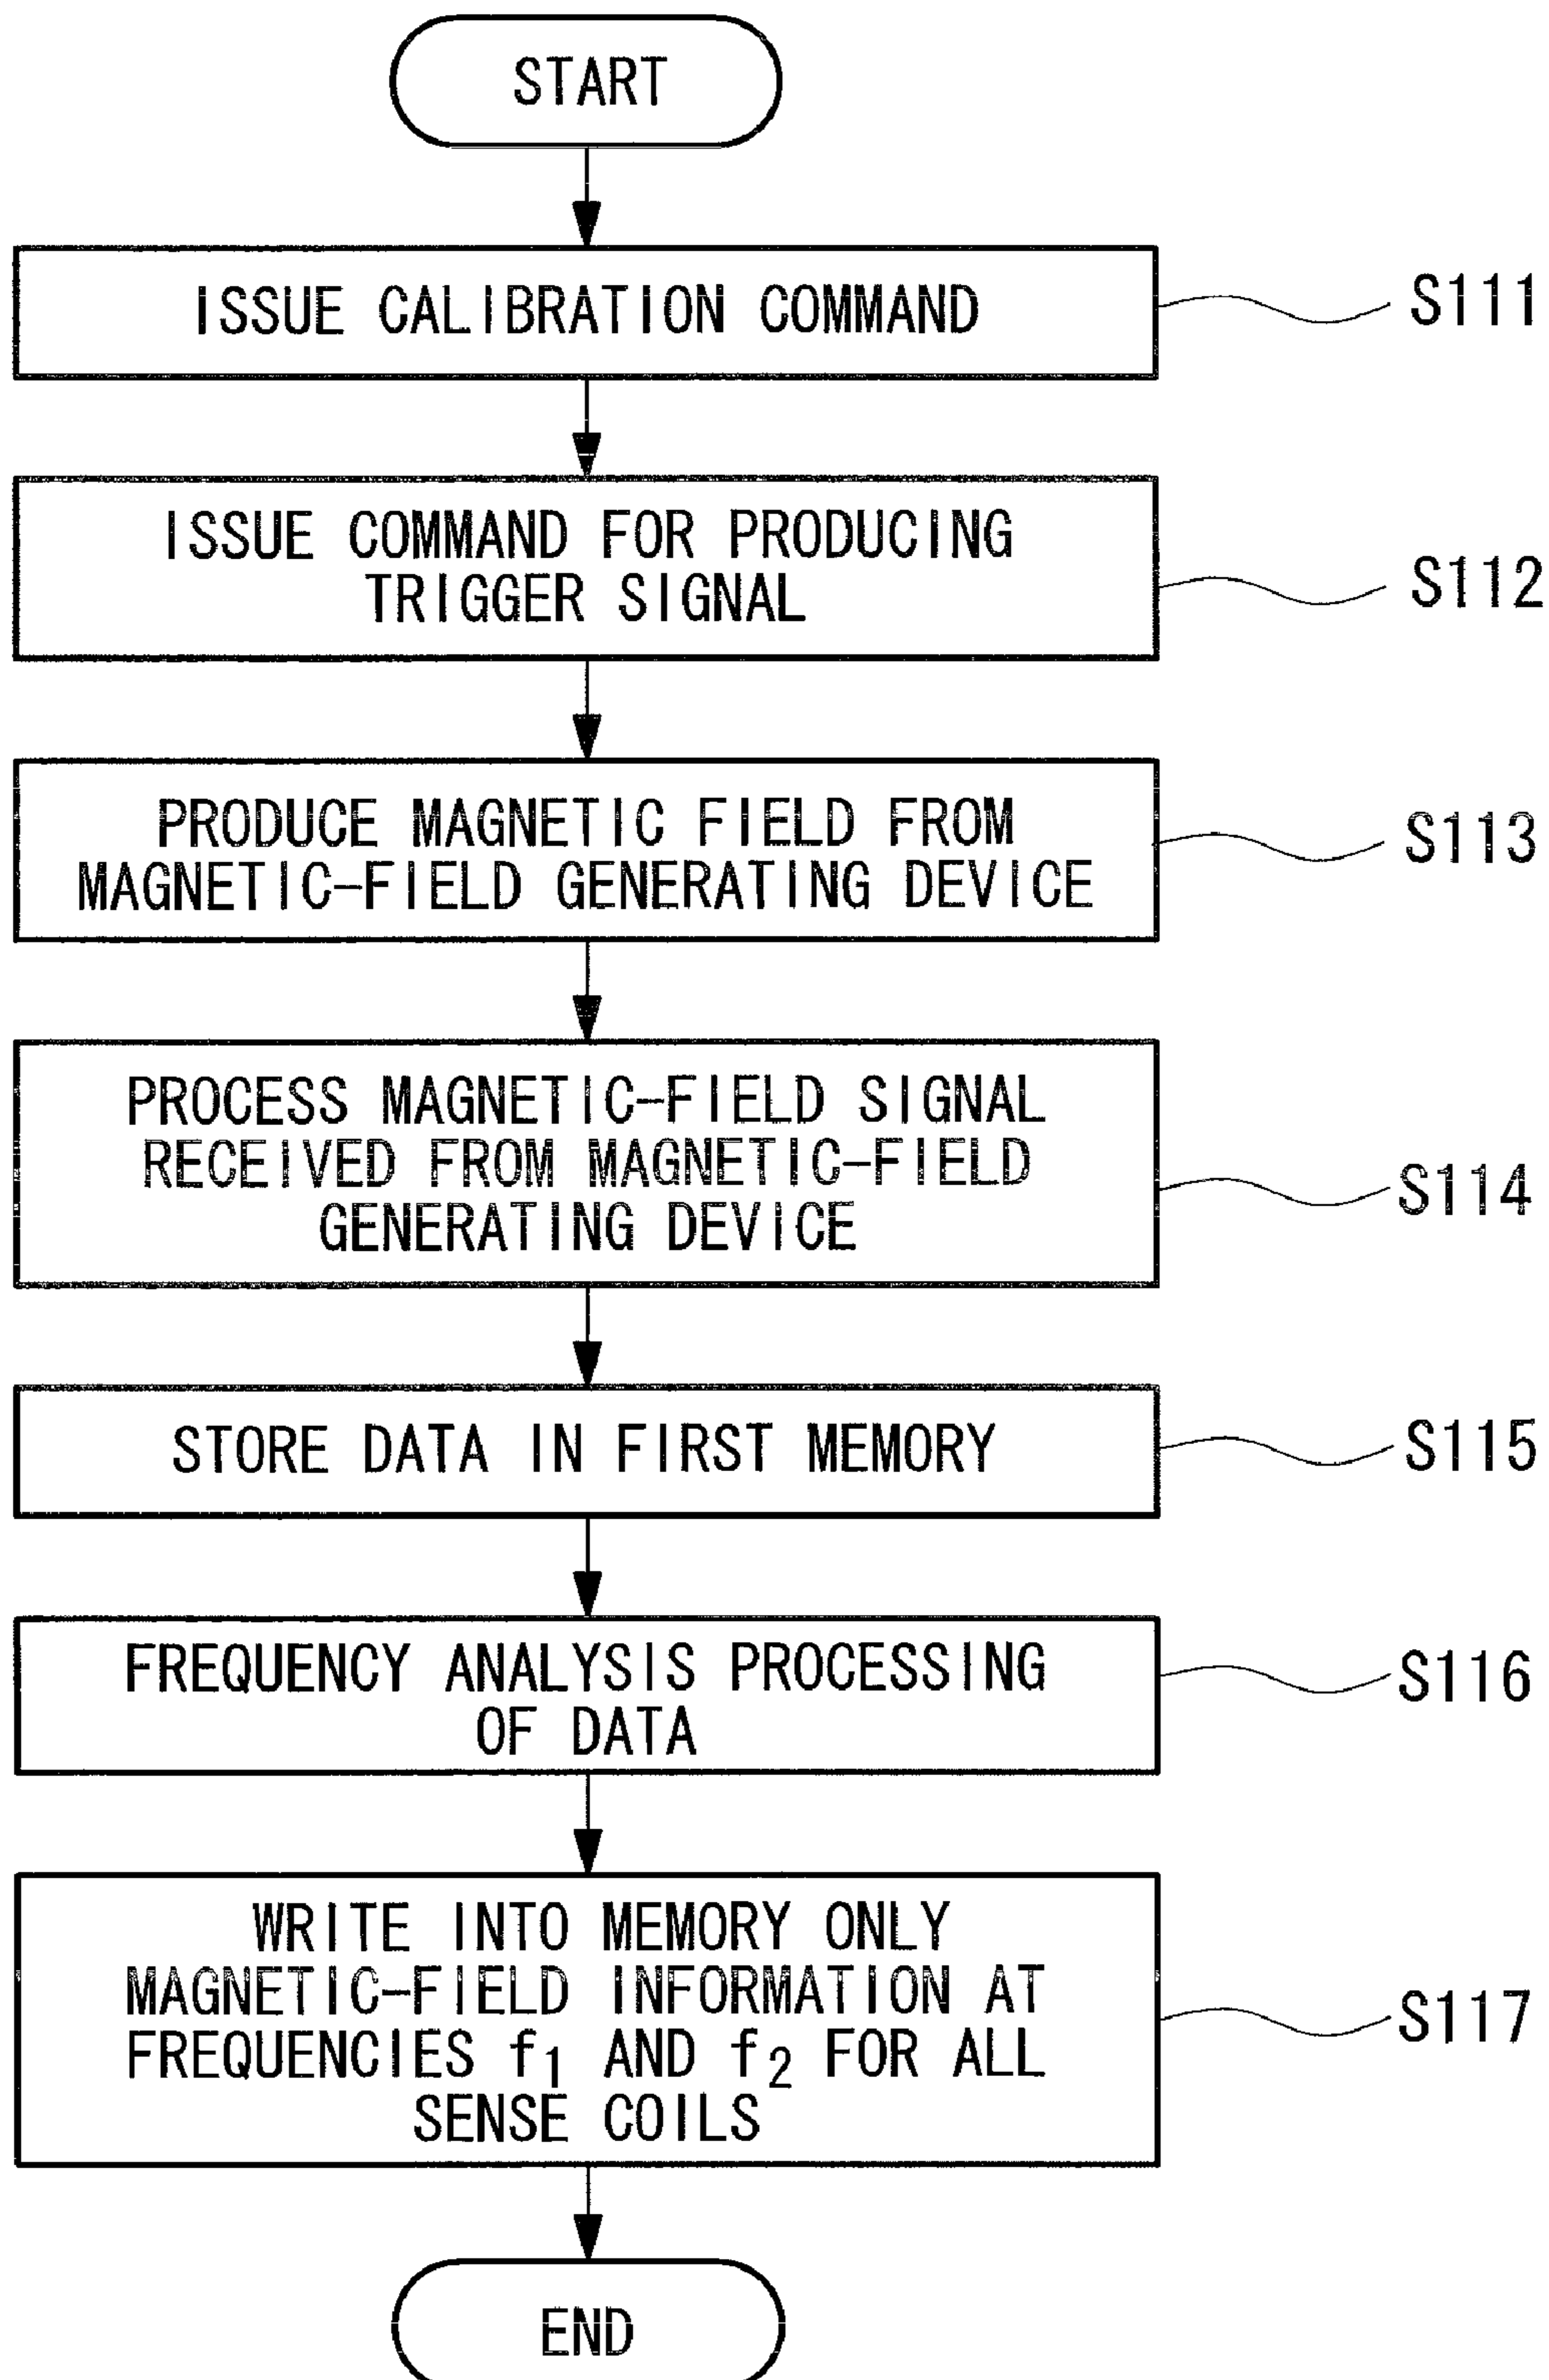 START
ISSUE CALIBRATION COMMAND
S111
ISSUE COMMAND FOR PRODUCING
TRIGGER SIGNAL
S112
PRODUCE MAGNETIC FIELD FROM
MAGNETIC-FIELD GENERATING DEVICE
S113
PROCESS MAGNETIC-FIELD SIGNAL
RECEIVED FROM MAGNETIC-FIELD
GENERATING DEVICE
S114
STORE DATA IN FIRST MEMORY
S115
FREQUENCY ANALYSIS PROCESSING
OF DATA
S116
WRITE INTO MEMORY ONLY
MAGNETIC-FIELD INFORMATION AT
FREQUENCIES f₁ AND f₂ FOR ALL
SENSE COILS
S117
END